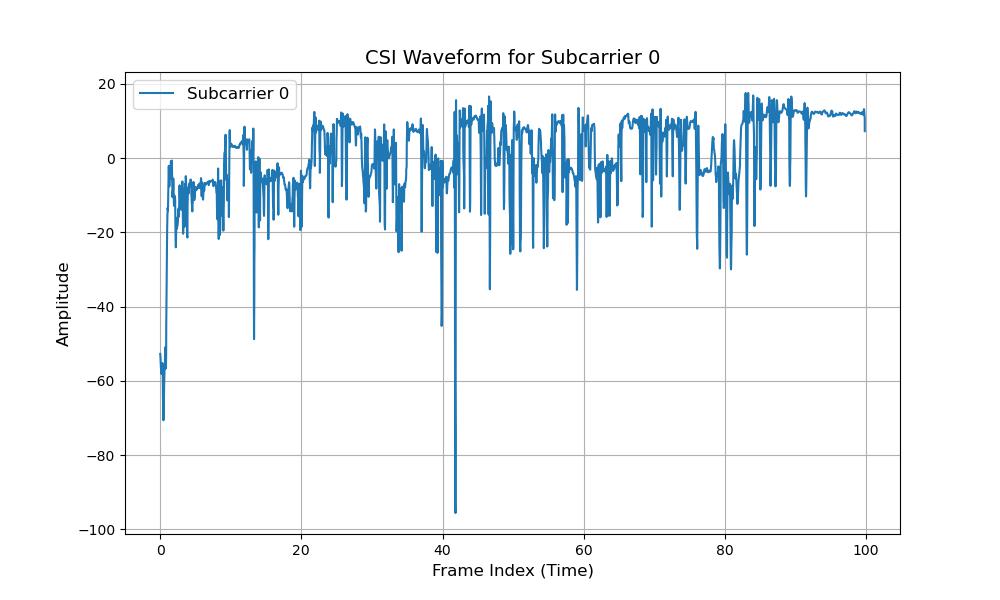 CSI Waveform for Subcarrier 0
Subcarrier 0
20
0
−20
−40
−60
−80
−100
Amplitude
0 20 40 60 80 100
Frame Index (Time)